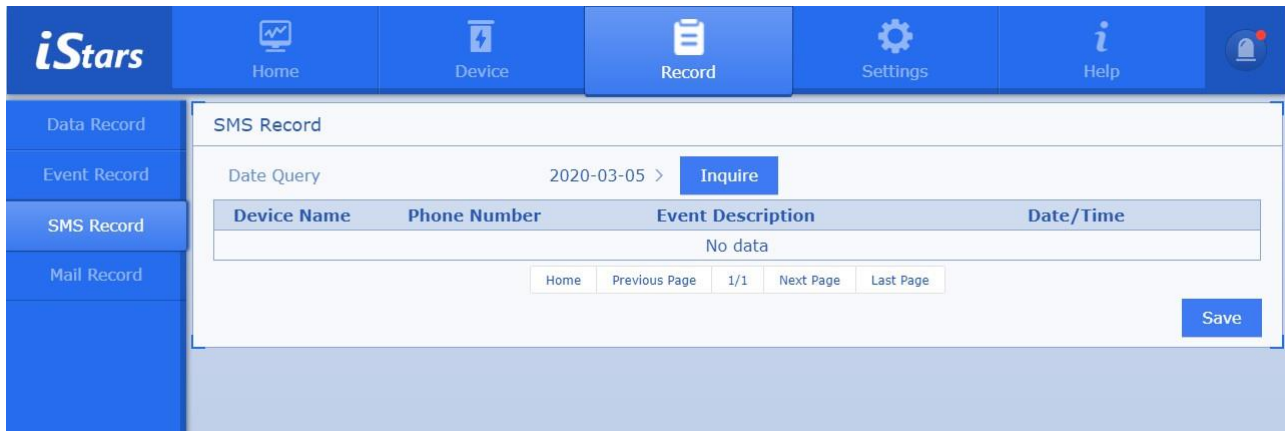 iStars
Home
Device
Record
Settings
Help
Data Record
Event Record
SMS Record
Mail Record
SMS Record
Date Query 2020-03-05 > Inquire
Device Name Phone Number Event Description Date/Time
No data
Home Previous Page 1/1 Next Page Last Page
Save